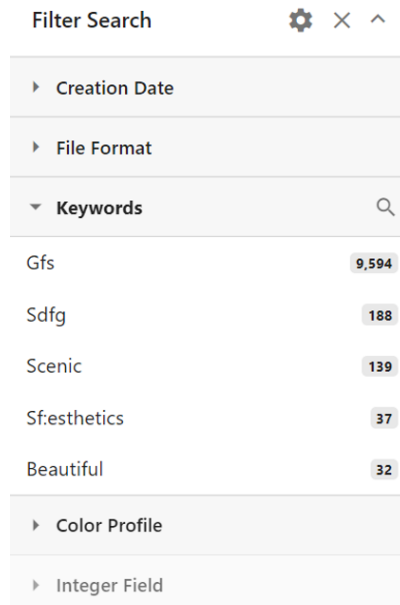 Filter Search
Creation Date
File Format
Keywords
Gfs 9,594
Sdfg 188
Scenic 139
Sf:esthetics 37
Beautiful 32
Color Profile
Integer Field